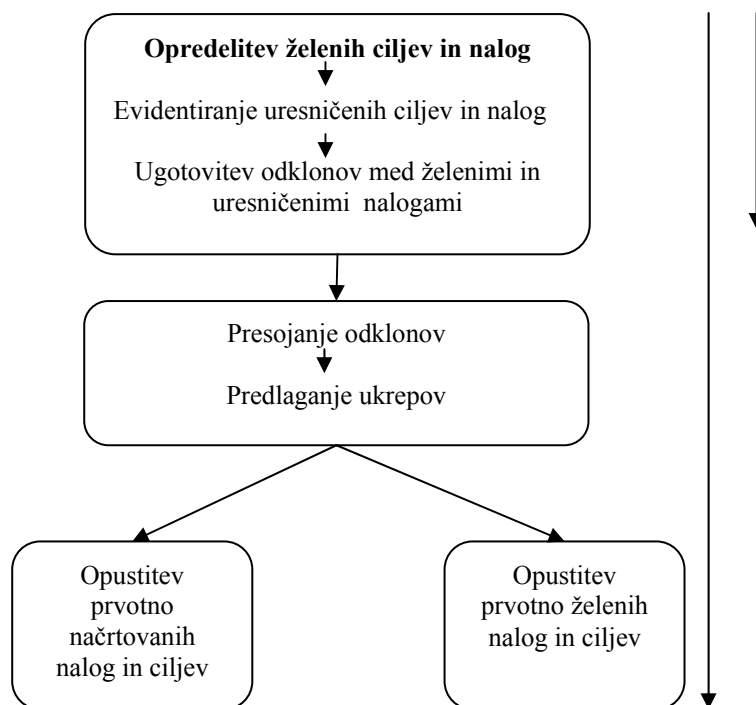 Opredelitev želenih ciljev in nalog
Evidentiranje uresničenih ciljev in nalog
Ugotovitev odklonov med želenimi in
uresničenimi nalogami
Presojanje odklonov
Predlaganje ukrepov
Opustitev
prvotno
načrtovanih
nalog in ciljev
Opustitev
prvotno želenih
nalog in ciljev